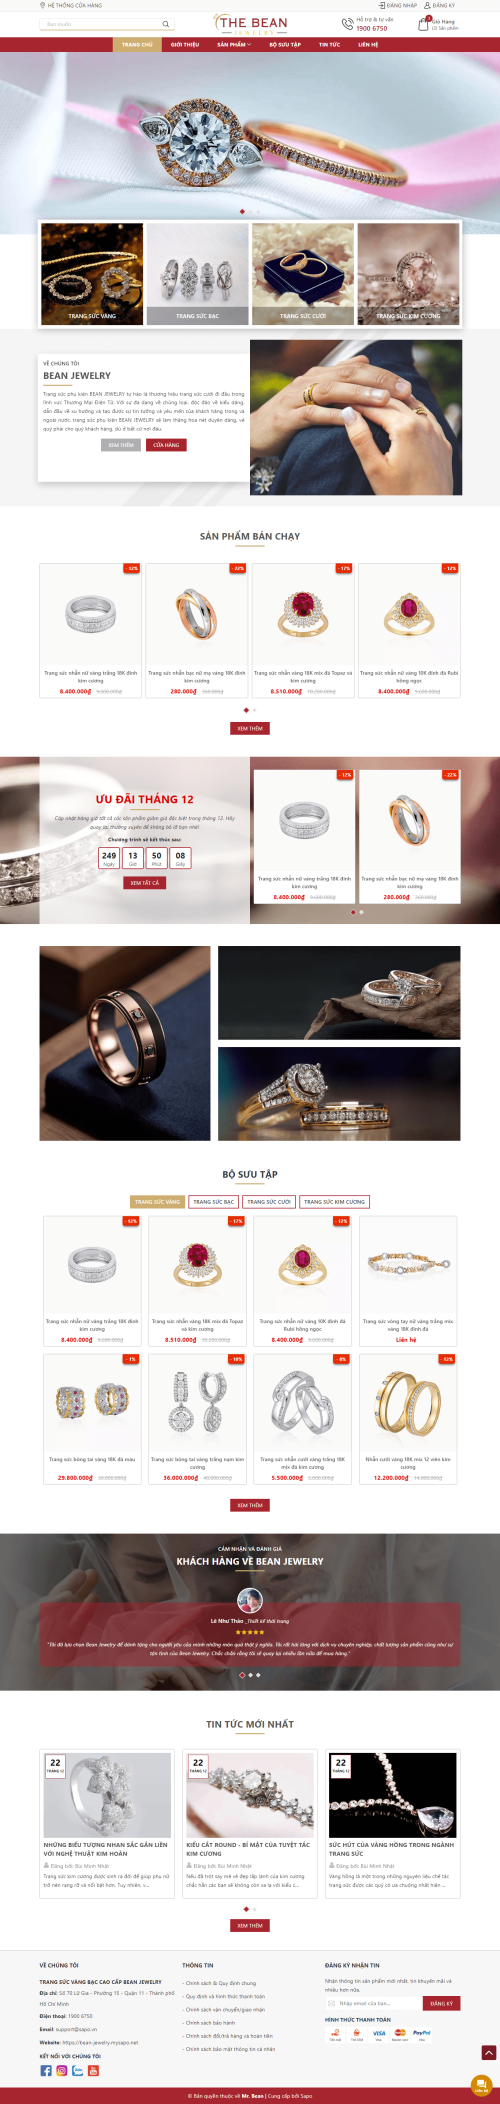 HỆ THỐNG CỬA HÀNG
ĐĂNG NHẬP
ĐĂNG KÝ
Bạn muốn
THE BEAN
JEWELRY
Hỗ trợ & tư vấn
1900 6750
Giỏ Hàng
Sản phẩm
TRANG CHỦ
GIỚI THIỆU
SẢN PHẨM
BỘ SƯU TẬP
TIN TỨC
LIÊN HỆ
TRANG SỨC VÀNG
TRANG SỨC BẠC
TRANG SỨC CƯỚI
TRANG SỨC KIM CƯƠNG
VỀ CHÚNG TÔI
BEAN JEWELRY
Trang sức phụ kiện BEAN JEWELRY tự hào là thương hiệu trang sức cưới đi đầu trong
lĩnh vực Thương Mại Điện Tử. Với sự đa dạng về chủng loại, độc đáo về kiểu dáng,
dẫn đầu về xu hướng và tạo được sự tin tưởng và yêu mến của khách hàng trong và
ngoài nước, trang sức phụ kiện BEAN JEWELRY sẽ làm thăng hoa nét duyên dáng, vẻ
quý phái cho quý khách hàng, dù ở bất cứ nơi đâu.
XEM THÊM
CỬA HÀNG
SẢN PHẨM BÁN CHẠY
- 12%
- 22%
- 17%
- 12%
Trang sức nhẫn nữ vàng trắng 18K đính
kim cương
8.400.000₫
9.500.000₫
Trang sức nhẫn bạc nữ mạ vàng 18K đính
kim cương
280.000₫
360.000₫
Trang sức nhẫn vàng 18K mix đá Topaz và
kim cương
8.510.000₫
10.200.000₫
Trang sức nhẫn nữ vàng 10K đính đá Rubi
hồng ngọc
8.400.000₫
9.500.000₫
XEM THÊM
ƯU ĐÃI THÁNG 12
Cập nhật hàng giờ tất cả các sản phẩm giảm giá đặc biệt trong tháng 12. Hãy
quay lại thường xuyên để không bỏ lỡ bạn nhé!
Chương trình sẽ kết thúc sau:
249
13
50
08
Ngày
Giờ
Phút
Giây
XEM TẤT CẢ
- 12%
- 22%
Trang sức nhẫn nữ vàng trắng 18K đính
kim cương
8.400.000₫
9.500.000₫
Trang sức nhẫn bạc nữ mạ vàng 18K đính
kim cương
280.000₫
360.000₫
BỘ SƯU TẬP
TRANG SỨC VÀNG
TRANG SỨC BẠC
TRANG SỨC CƯỚI
TRANG SỨC KIM CƯƠNG
- 12%
- 17%
- 12%
Trang sức nhẫn nữ vàng trắng 18K đính
kim cương
8.400.000₫
9.500.000₫
Trang sức nhẫn vàng 18K mix đá Topaz
và kim cương
8.510.000₫
10.200.000₫
Trang sức nhẫn nữ vàng 10K đính đá
Rubi hồng ngọc
8.400.000₫
9.500.000₫
Trang sức vòng tay nữ vàng trắng mix
vàng 18K đính đá
Liên hệ
- 1%
- 10%
- 8%
- 13%
Trang sức bông tai vàng 18K đá màu
29.800.000₫
30.000.000₫
Trang sức bông tai vàng trắng nạm kim
cương
36.000.000₫
40.000.000₫
Trang sức nhẫn cưới vàng trắng 18K
mix đá kim cương
5.500.000₫
6.000.000₫
Nhẫn cưới vàng 18K mix 12 viên kim
cương
12.200.000₫
14.000.000₫
XEM THÊM
CẢM NHẬN VÀ ĐÁNH GIÁ
KHÁCH HÀNG VỀ BEAN JEWELRY
Lê Như Thảo _Thiết kế thời trang
"Tôi đã lựa chọn Bean Jewelry để dành tặng cho người yêu của mình những món quà thật ý nghĩa. Tôi rất hài lòng với dịch vụ chuyên nghiệp, chất lượng sản phẩm cũng như sự
tận tình của Bean Jewelry. Chắc chắn rằng tôi sẽ quay lại nhiều lần nữa để mua hàng."
TIN TỨC MỚI NHẤT
22
THÁNG 12
22
THÁNG 12
22
THÁNG 12
NHỮNG BIỂU TƯỢNG NHAN SẮC GẮN LIỀN
VỚI NGHỆ THUẬT KIM HOÀN
Đăng bởi: Bùi Minh Nhật
Trang sức kim cương được sinh ra đời để giúp phụ nữ
trở nên rạng rỡ và nổi bật hơn. Tuy nhiên, v...
KIỂU CẮT ROUND - BÍ MẬT CỦA TUYỆT TÁC
KIM CƯƠNG
Đăng bởi: Bùi Minh Nhật
Nếu đã trót say mê vẻ đẹp lấp lánh của kim cương
chắc hẳn các bạn sẽ không còn xa lạ với kiểu c...
SỨC HÚT CỦA VÀNG HỒNG TRONG NGÀNH
TRANG SỨC
Đăng bởi: Bùi Minh Nhật
Vàng hồng là một trong những nguyên liệu chế tác
trang sức được các quý cô ưa chuộng nhất hiện ...
XEM THÊM
VỀ CHÚNG TÔI
TRANG SỨC VÀNG BẠC CAO CẤP BEAN JEWELRY
Địa chỉ: Số 70 Lữ Gia - Phường 15 - Quận 11 - Thành phố
Hồ Chí Minh
Điện thoại: 1900 6750
Email: support@sapo.vn
Website: https://bean-jewelry.mysapo.net
KẾT NỐI VỚI CHÚNG TÔI
THÔNG TIN
- Chính sách & Quy định chung
- Quy định và hình thức thanh toán
- Chính sách vận chuyển/giao nhận
- Chính sách bảo hành
- Chính sách đổi/trả hàng và hoàn tiền
- Chính sách bảo mật thông tin cá nhân
ĐĂNG KÝ NHẬN TIN
Nhận thông tin sản phẩm mới nhất, tin khuyến mãi và
nhiều hơn nữa.
Nhập email của bạn...
ĐĂNG KÝ
HÌNH THỨC THANH TOÁN
VISA
PayPal
Liên hệ
© Bản quyền thuộc về Mr. Bean | Cung cấp bởi Sapo